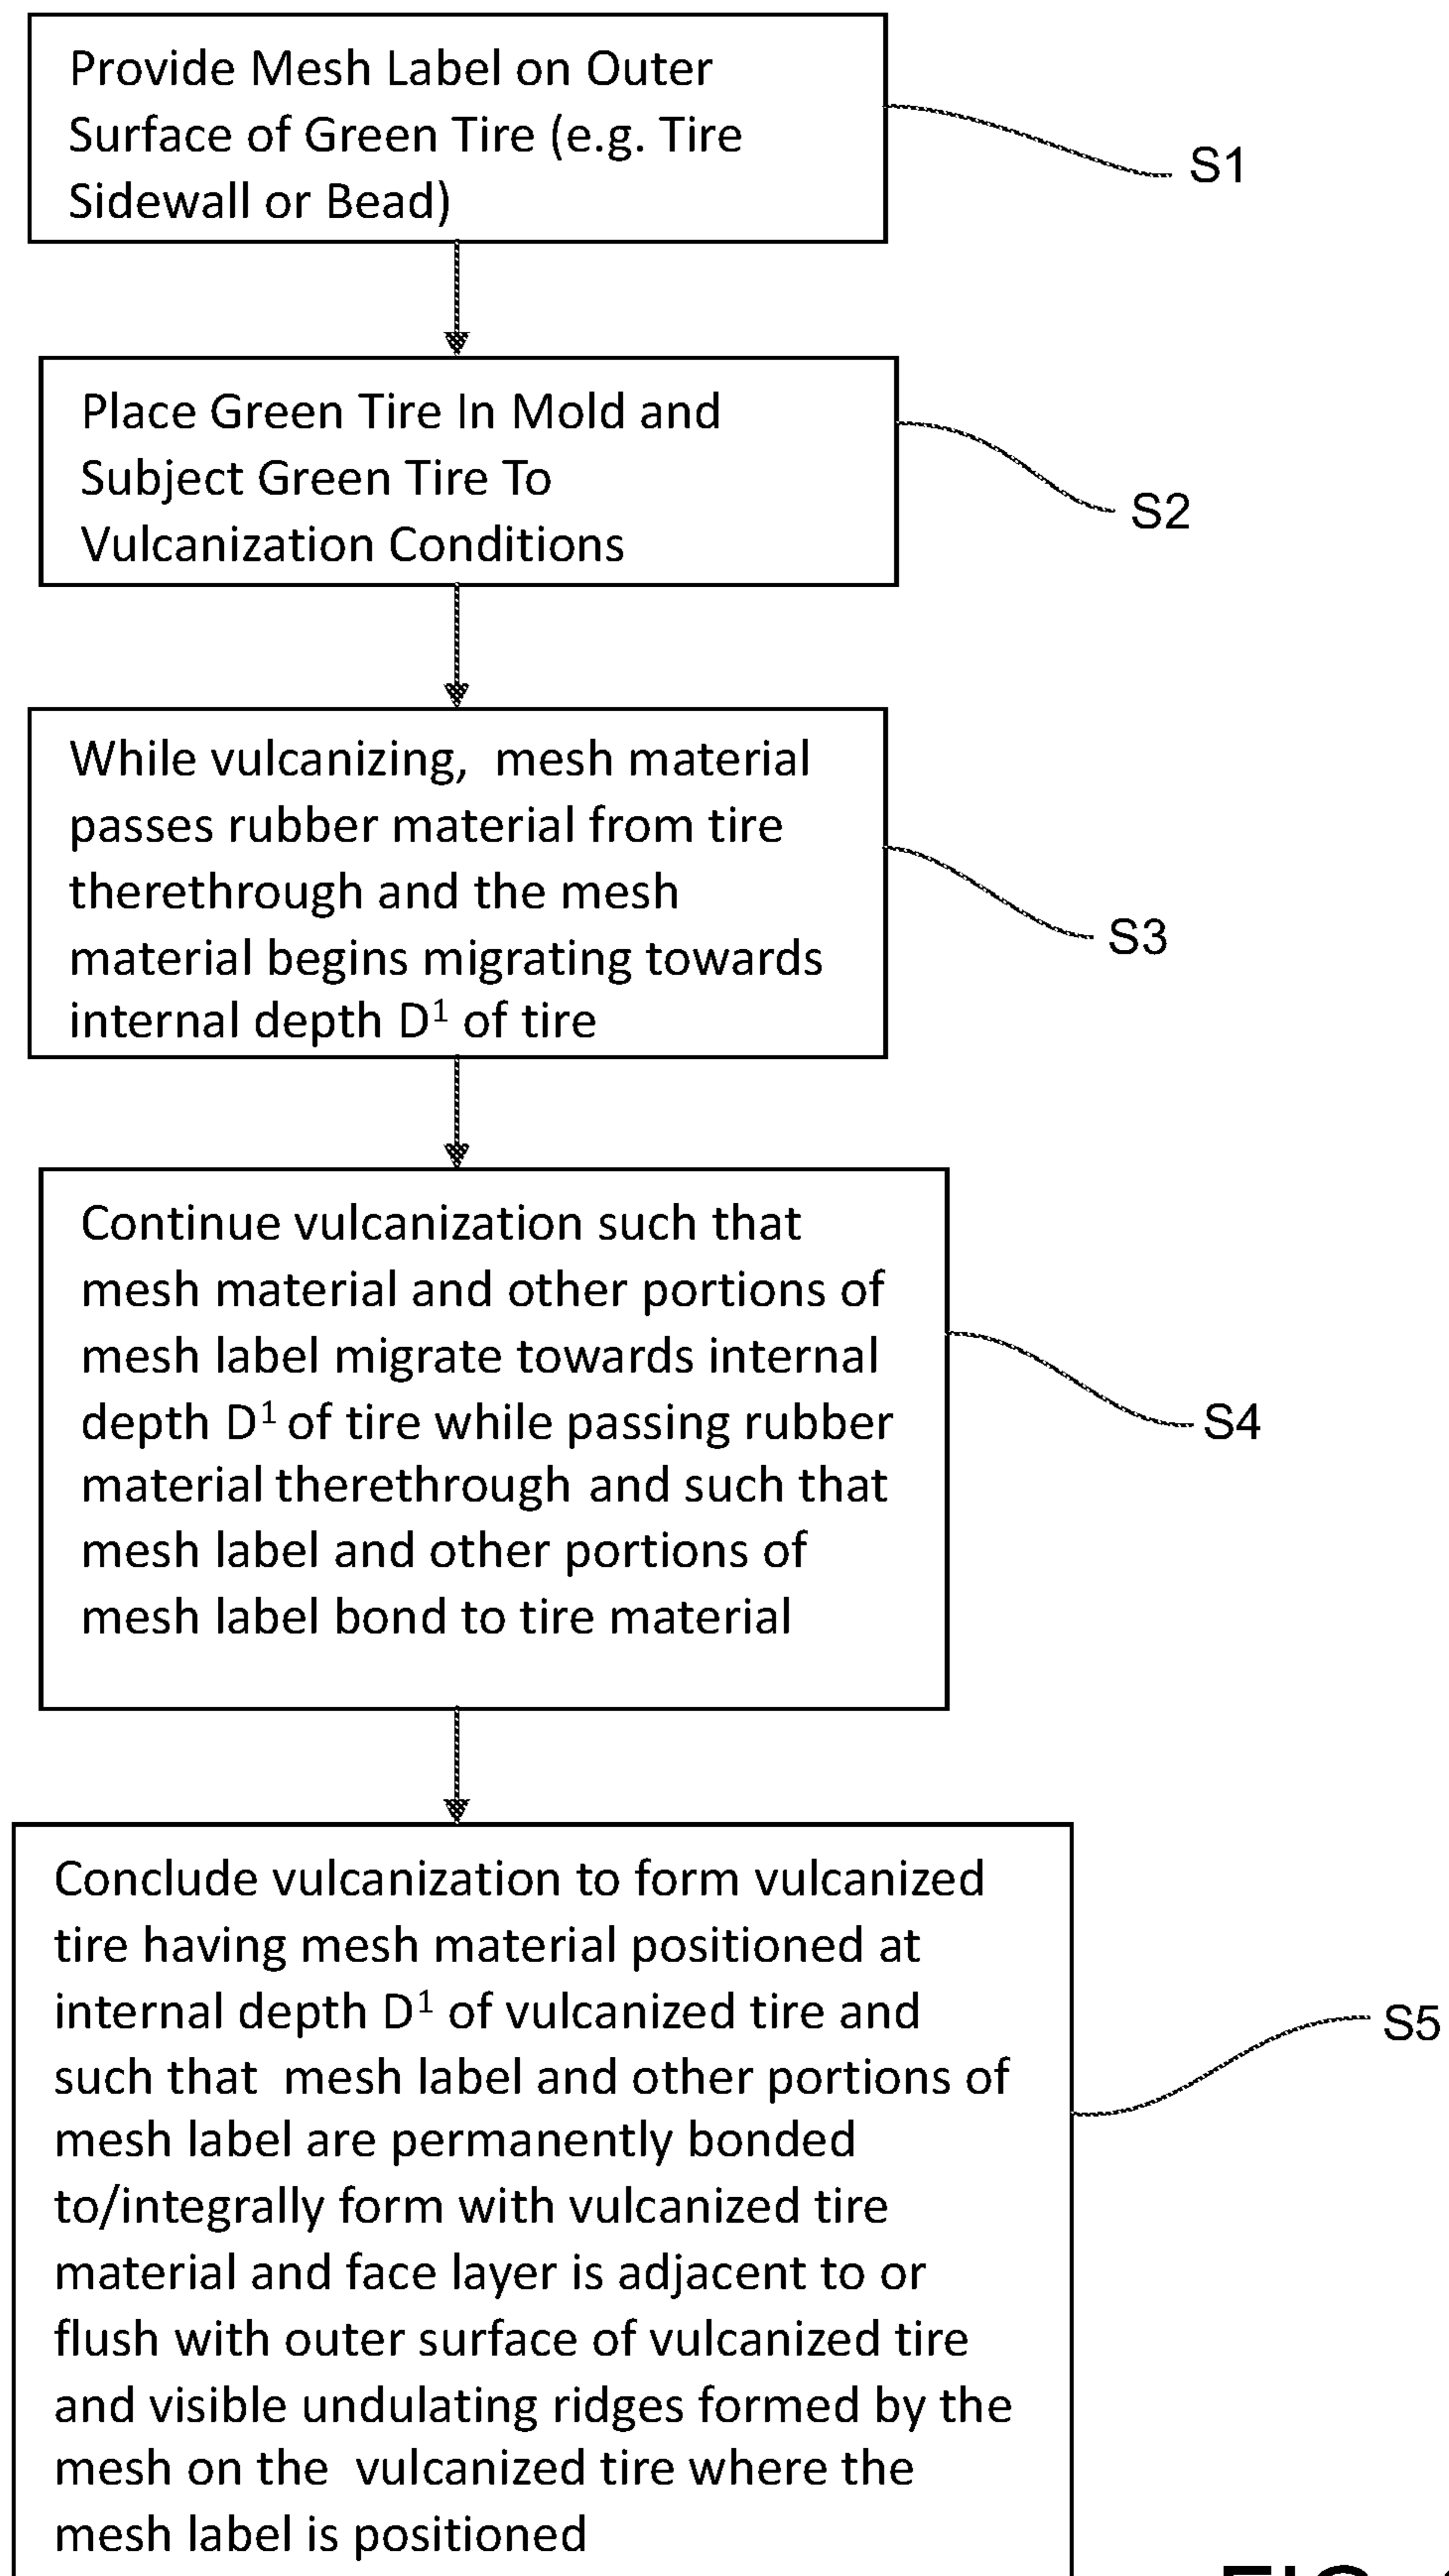 Provide Mesh Label on Outer
Surface of Green Tire (e.g. Tire
Sidewall or Bead)
S1
Place Green Tire In Mold and
Subject Green Tire To
Vulcanization Conditions
S2
While vulcanizing,  mesh material
passes rubber material from tire
therethrough and the mesh
material begins migrating towards
internal depth D¹ of tire
S3
Continue vulcanization such that
mesh material and other portions of
mesh label migrate towards internal
depth D¹ of tire while passing rubber
material therethrough and such that
mesh label and other portions of
mesh label bond to tire material
S4
Conclude vulcanization to form vulcanized
tire having mesh material positioned at
internal depth D¹ of vulcanized tire and
such that  mesh label and other portions of
mesh label are permanently bonded
to/integrally form with vulcanized tire
material and face layer is adjacent to or
flush with outer surface of vulcanized tire
and visible undulating ridges formed by the
mesh on the  vulcanized tire where the
mesh label is positioned
S5